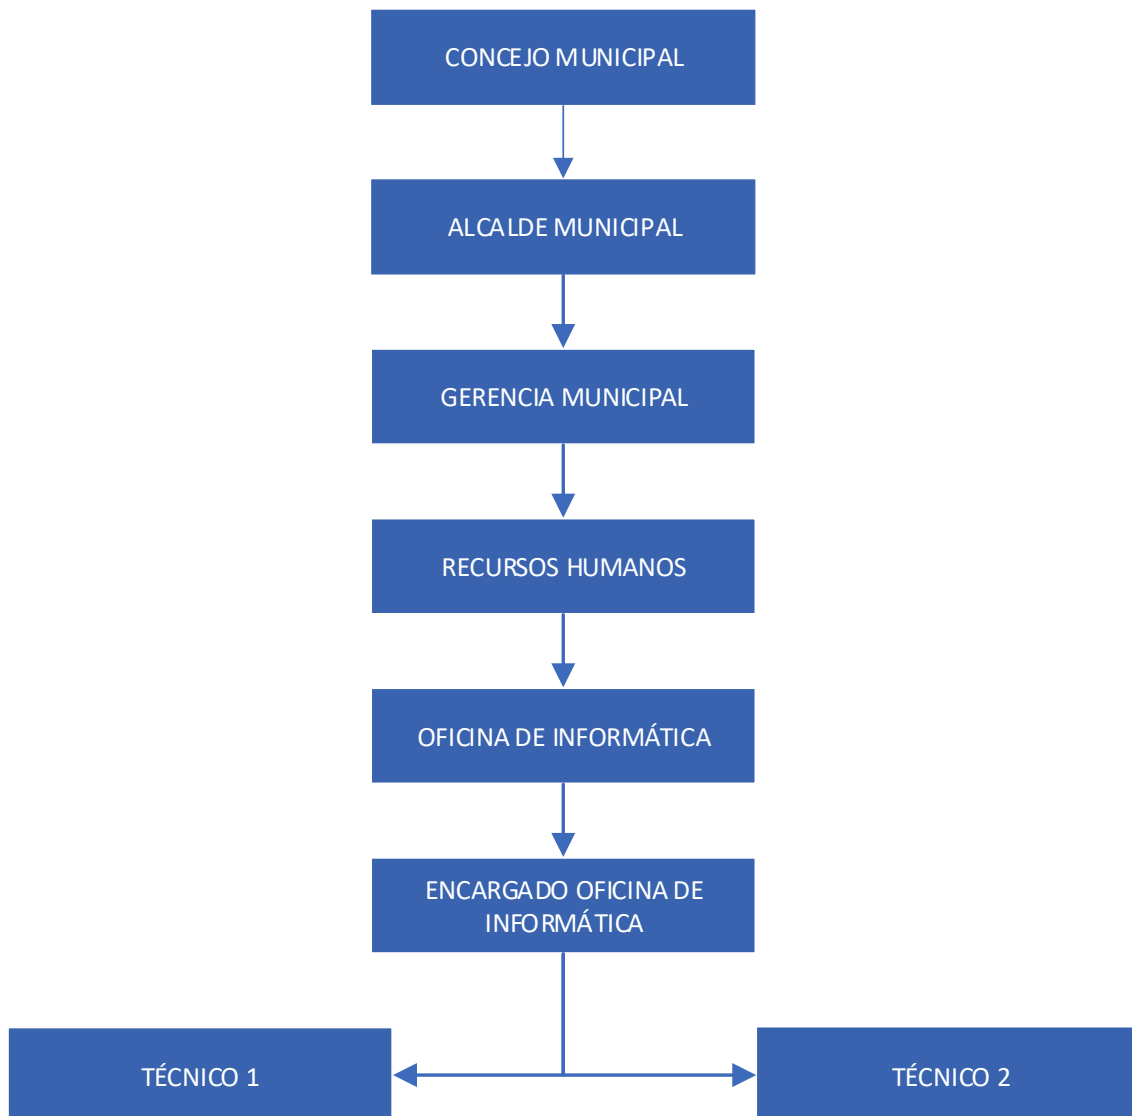 CONCEJO MUNICIPAL
ALCALDE MUNICIPAL
GERENCIA MUNICIPAL
RECURSOS HUMANOS
OFICINA DE INFORMÁTICA
ENCARGADO OFICINA DE
INFORMÁTICA
TÉCNICO 1
TÉCNICO 2